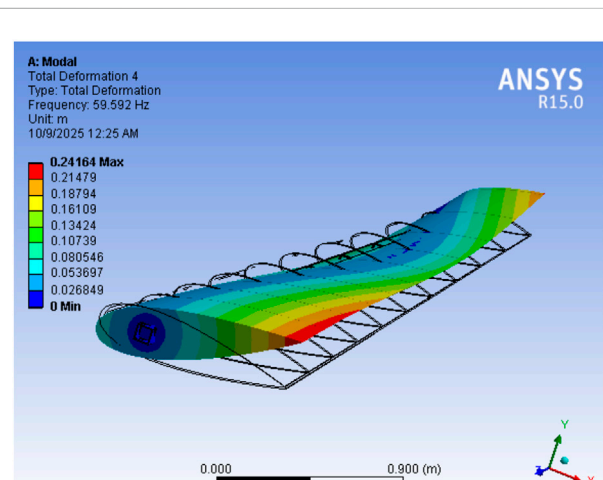 A: Modal
Total Deformation 4
Type: Total Deformation
Frequency: 59.592 Hz
Unit: m
10/9/2025 12:25 AM
ANSYS
R15.0
0.24164 Max
0.21479
0.18794
0.16109
0.13424
0.10739
0.080546
0.053697
0.026849
0 Min
Y
X
0.000
0.900 (m)